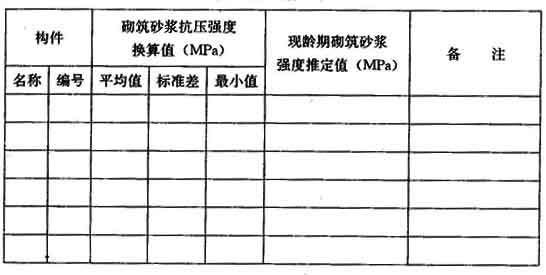 构件
砌筑砂浆抗压强度
换算值（MPa）
现龄期砌筑砂浆
强度推定值（MPa）
备 注
名称 编号 平均值 标准差 最小值